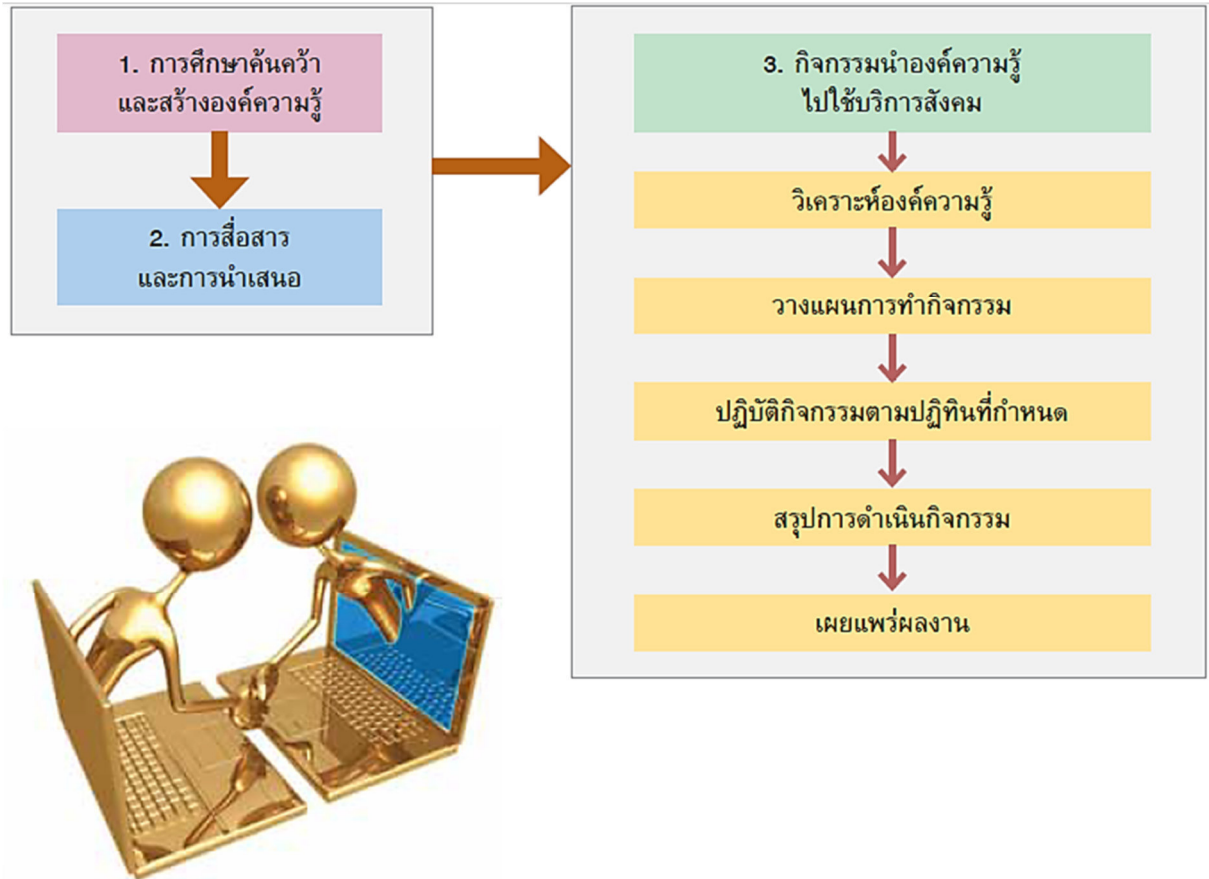 1. การศึกษาค้นคว้า
และสร้างองค์ความรู้
2. การสื่อสาร
และการนำเสนอ
3. กิจกรรมนำองค์ความรู้
ไปใช้บริการสังคม
วิเคราะห์องค์ความรู้
วางแผนการทำกิจกรรม
ปฏิบัติกิจกรรมตามปฏิทินที่กำหนด
สรุปการดำเนินกิจกรรม
เผยแพร่ผลงาน